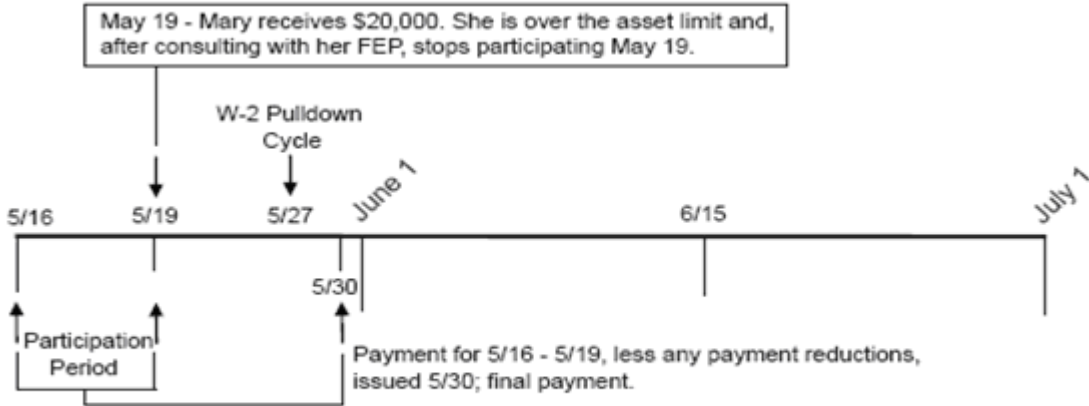 May 19 - Mary receives $20,000. She is over the asset limit and,
after consulting with her FEP, stops participating May 19.
W-2 Pulldown
Cycle
5/16
5/19
5/27
June 1
6/15
July 1
5/30
Participation
Period
Payment for 5/16 - 5/19, less any payment reductions,
issued 5/30; final payment.